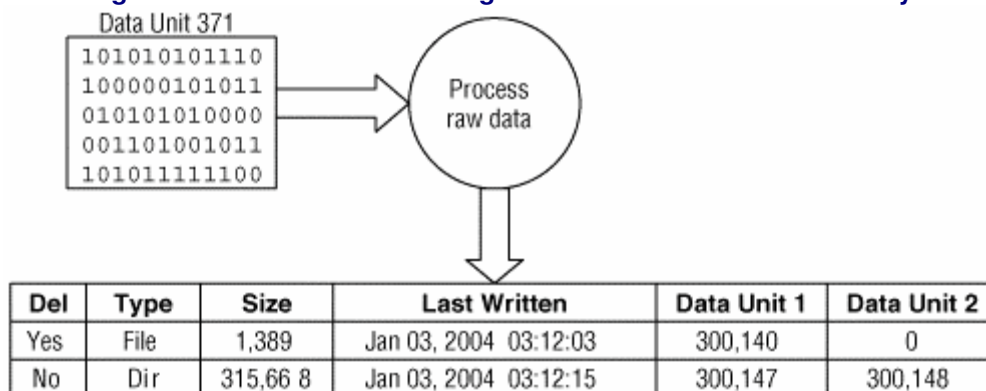 Data Unit 371
101010101110
100000101011
010101010000
001101001011
101011111100
Process
raw data
Del Type Size Last Written Data Unit 1 Data Unit 2
Yes File 1,389 Jan 03, 2004 03:12:03 300,140 0
No Dir 315,66 8 Jan 03, 2004 03:12:15 300,147 300,148